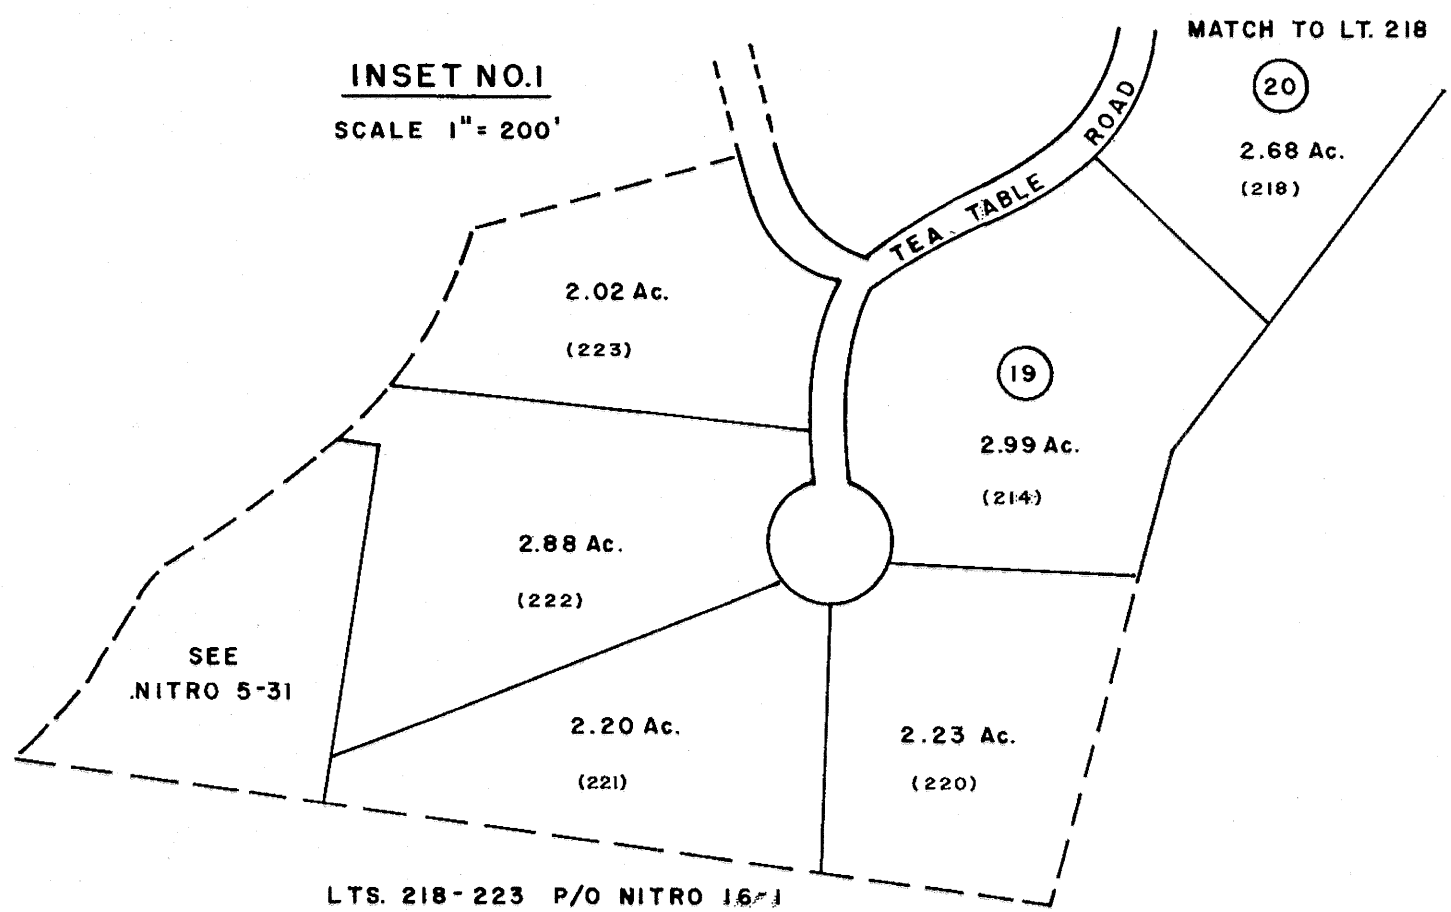 MATCH TO LT. 218
INSET NO.1
SCALE 1"= 200'
20
2.68 Ac.
(218)
TEA TABLE ROAD
2.02 Ac.
(223)
19
2.99 Ac.
(214)
2.88 Ac.
(222)
SEE
NITRO 5-31
2.20 Ac.
(221)
2.23 Ac.
(220)
LTS. 218-223 P/O NITRO 16-1